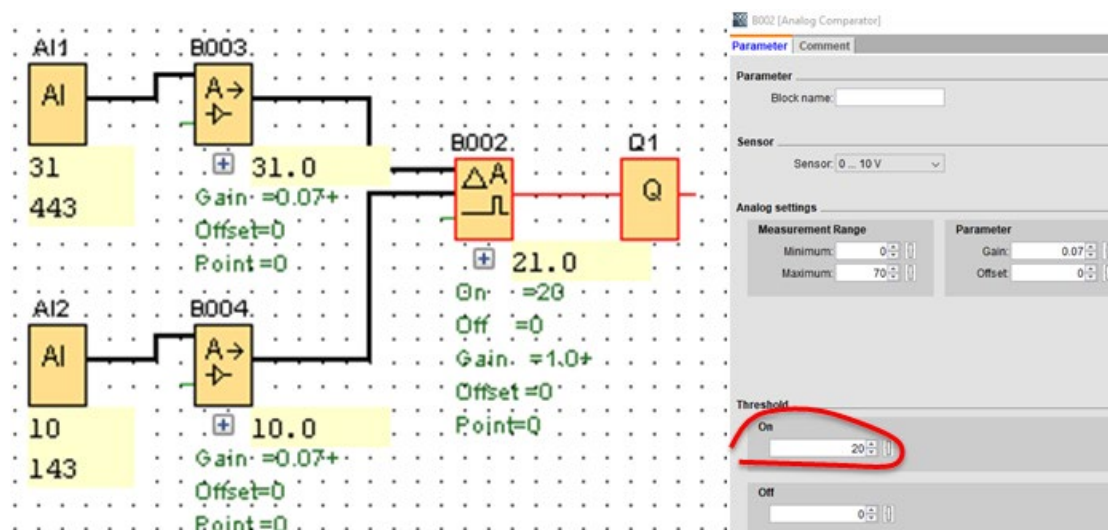 AI1
B003
AI
A→
31
443
31.0
Gain =0.07+
Offset=0
Point=0
B002
ΔA
21.0
On =20
Off =0
Gain =1.0+
Offset=0
Point=0
Q1
Q
AI2
B004
AI
A→
10
143
10.0
Gain =0.07+
Offset=0
Point=0
B002 [Analog Comparator]
Parameter Comment
Parameter
Block name:
Sensor
Sensor: 0 ... 10 V
Analog settings
Measurement Range
Minimum: 0
Maximum: 70
Parameter
Gain: 0.07
Offset: 0
Threshold
On
20
Off
0